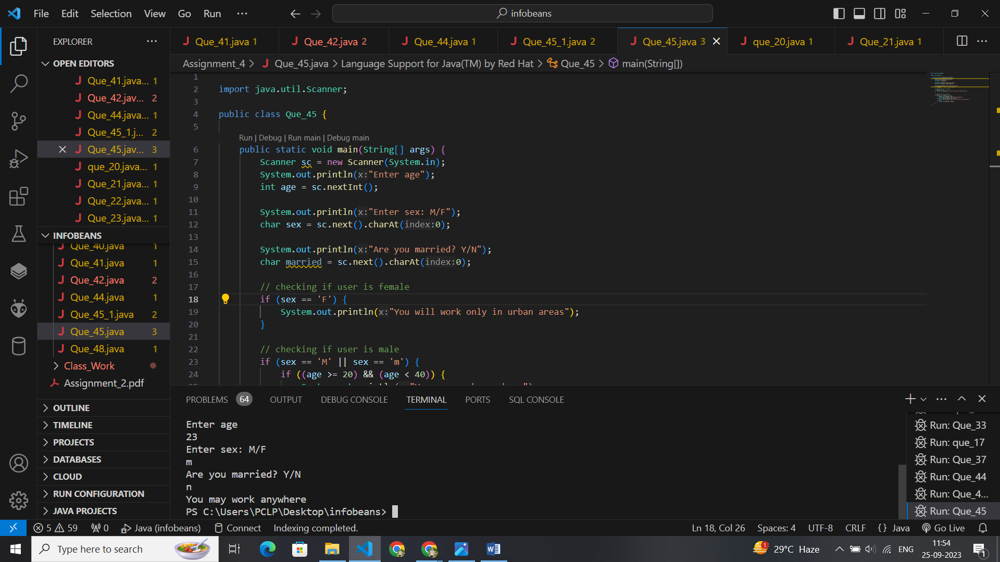 File Edit Selection View Go Run ... infobeans
EXPLORER ...
OPEN EDITORS
Que_41.java... 1
Que_42.jav... 2
Que_44.java... 1
Que_45_1.j... 2
Que_45.jav... 3
que_20.java... 1
Que_21.java... 1
Que_22.java... 1
Que_23.java... 1
INFOBEANS
Que_40.java 1
Que_41.java 1
Que_42.java 2
Que_44.java 1
Que_45_1.java 2
Que_45.java 3
Que_48.java 1
Class_Work
Assignment_2.pdf
OUTLINE
TIMELINE
PROJECTS
DATABASES
CLOUD
RUN CONFIGURATION
JAVA PROJECTS
Que_41.java 1 Que_42.java 2 Que_44.java 1 Que_45_1.java 2 Que_45.java 3 que_20.java 1 Que_21.java 1
Assignment_4 > Que_45.java > Language Support for Java(TM) by Red Hat > Que_45 > main(String[])
1
2 import java.util.Scanner;
3
4 public class Que_45 {
5
Run | Debug | Run main | Debug main
6 public static void main(String[] args) {
7 Scanner sc = new Scanner(System.in);
8 System.out.println(x:"Enter age");
9 int age = sc.nextInt();
10
11 System.out.println(x:"Enter sex: M/F");
12 char sex = sc.next().charAt(index:0);
13
14 System.out.println(x:"Are you married? Y/N");
15 char married = sc.next().charAt(index:0);
16
17 // checking if user is female
18 if (sex == 'F') {
19 System.out.println(x:"You will work only in urban areas");
20 }
21
22 // checking if user is male
23 if (sex == 'M' || sex == 'm') {
24 if ((age >= 20) && (age < 40)) {
PROBLEMS 64 OUTPUT DEBUG CONSOLE TERMINAL PORTS SQL CONSOLE
Enter age
23
Enter sex: M/F
m
Are you married? Y/N
n
You may work anywhere
PS C:\Users\PCLP\Desktop\infobeans>
Run: Que_33
Run: que_17
Run: Que_37
Run: Que_44
Run: Que_4...
Run: Que_45
5 59 0 Java (infobeans) Connect Indexing completed. Ln 18, Col 26 Spaces: 4 UTF-8 CRLF {} Java Go Live
Type here to search 1 29°C Haze ENG 11:54
25-09-2023 1